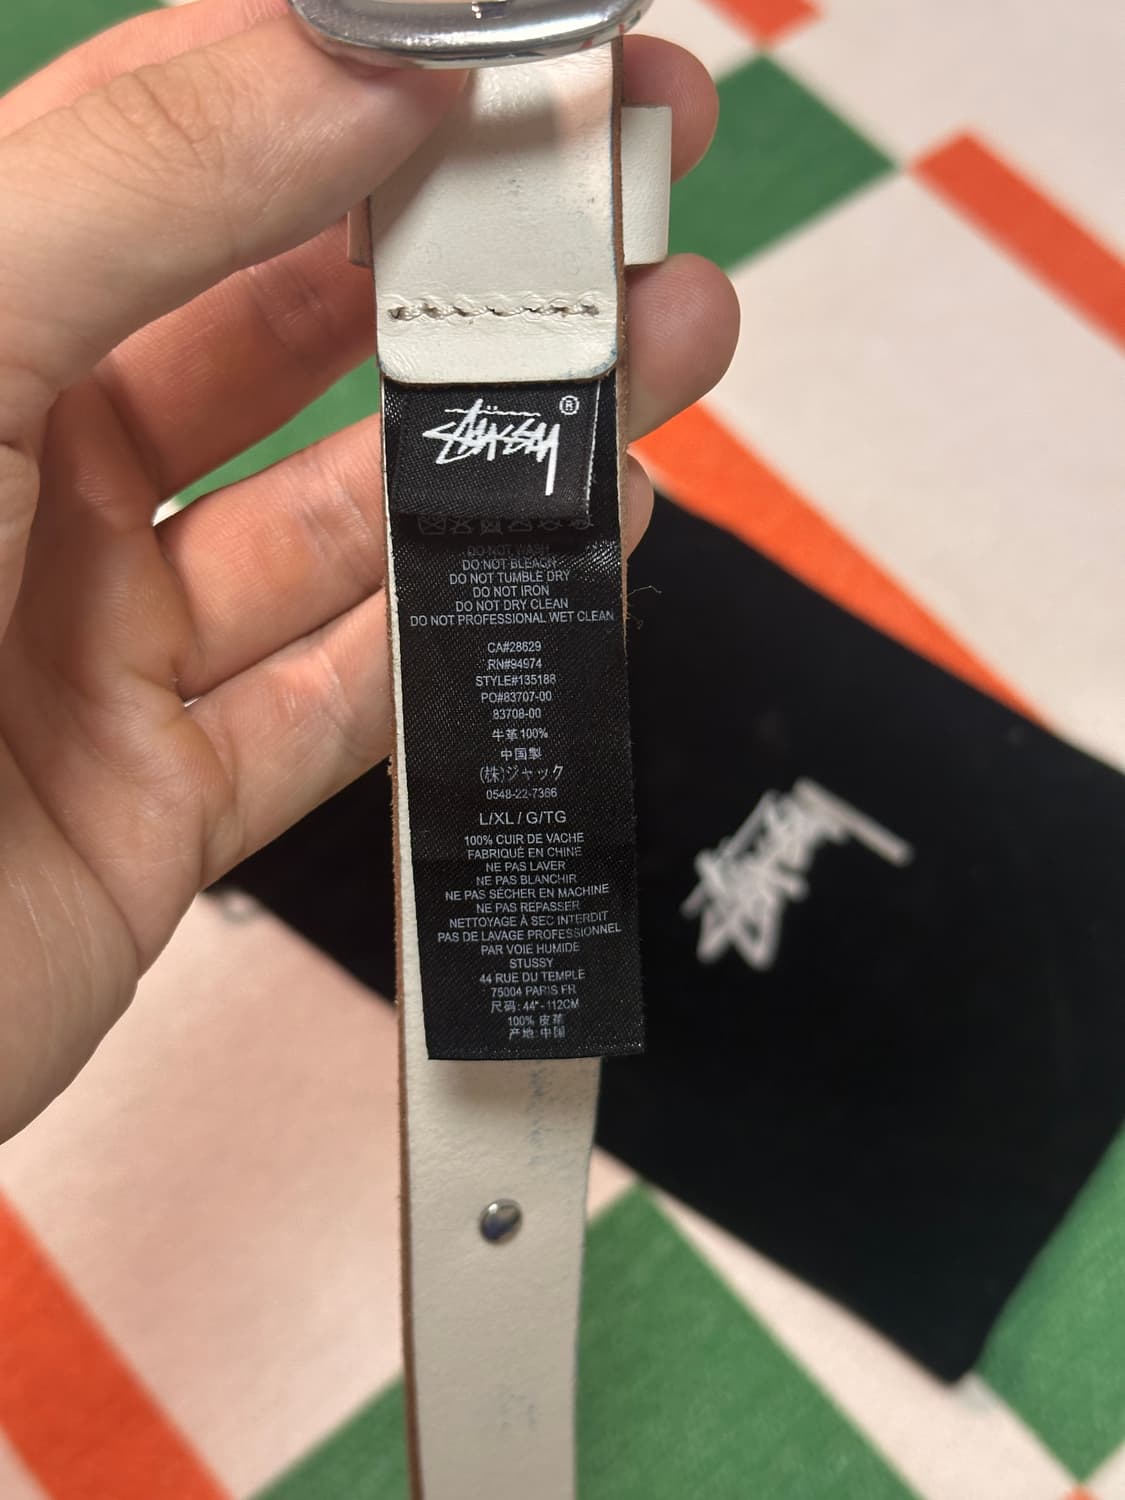 STÜSSY ®
DO NOT WASH
DO NOT BLEACH
DO NOT TUMBLE DRY
DO NOT IRON
DO NOT DRY CLEAN
DO NOT PROFESSIONAL WET CLEAN
CA#28629
RN#94974
STYLE#135188
PO#83707-00
83708-00
牛革100%
中国製
(株)ジャック
0548-22-7366
L/XL / G/TG
100% CUIR DE VACHE
FABRIQUÉ EN CHINE
NE PAS LAVER
NE PAS BLANCHIR
NE PAS SÉCHER EN MACHINE
NE PAS REPASSER
NETTOYAGE À SEC INTERDIT
PAS DE LAVAGE PROFESSIONNEL
PAR VOIE HUMIDE
STUSSY
44 RUE DU TEMPLE
75004 PARIS FR
尺码: 44"-112CM
100% 皮革
产地: 中国
Stüssy